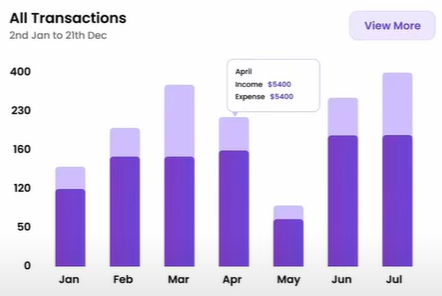 All Transactions
2nd Jan to 21th Dec
View More
400
230
160
120
50
0
April
Income $5400
Expense $5400
Jan Feb Mar Apr May Jun Jul